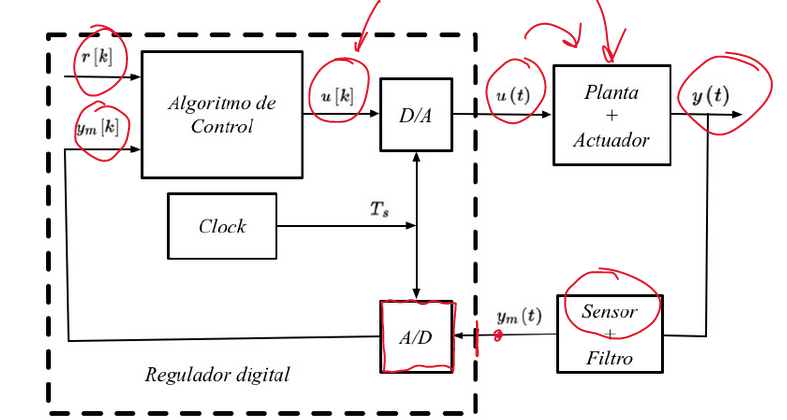 r[k]
y_m[k]
Algoritmo de
Control
u[k]
D/A
u(t)
Planta
+
Actuador
y(t)
Clock
T_s
A/D
y_m(t)
Sensor
+
Filtro
Regulador digital